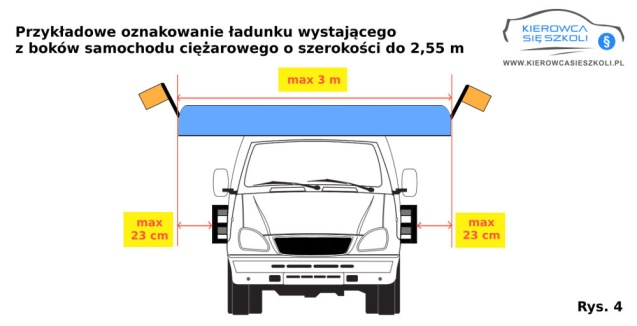 Przykładowe oznakowanie ładunku wystającego
z boków samochodu ciężarowego o szerokości do 2,55 m
KIEROWCA
SIĘ SZKOLI
§
WWW.KIEROWCASIESZKOLI.PL
max 3 m
max
23 cm
max
23 cm
Rys. 4